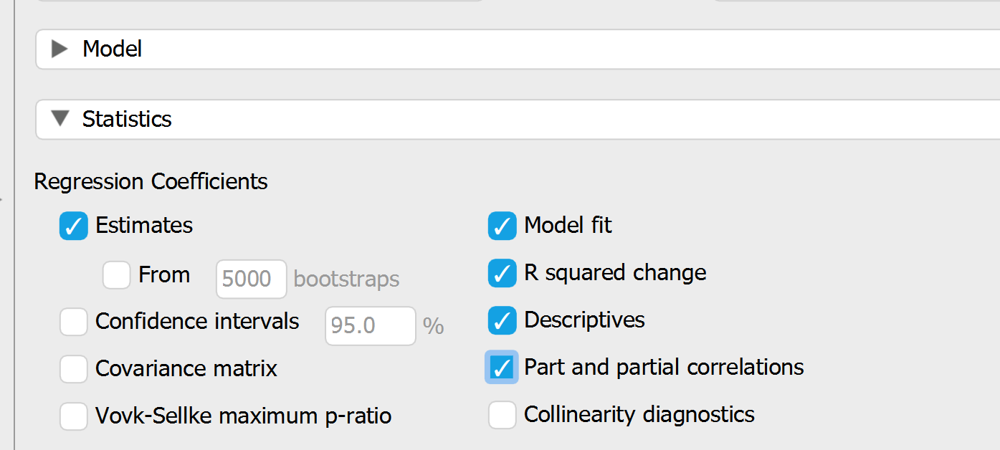 Model
Statistics
Regression Coefficients
Estimates
From 5000 bootstraps
Confidence intervals 95.0 %
Covariance matrix
Vovk-Sellke maximum p-ratio
Model fit
R squared change
Descriptives
Part and partial correlations
Collinearity diagnostics